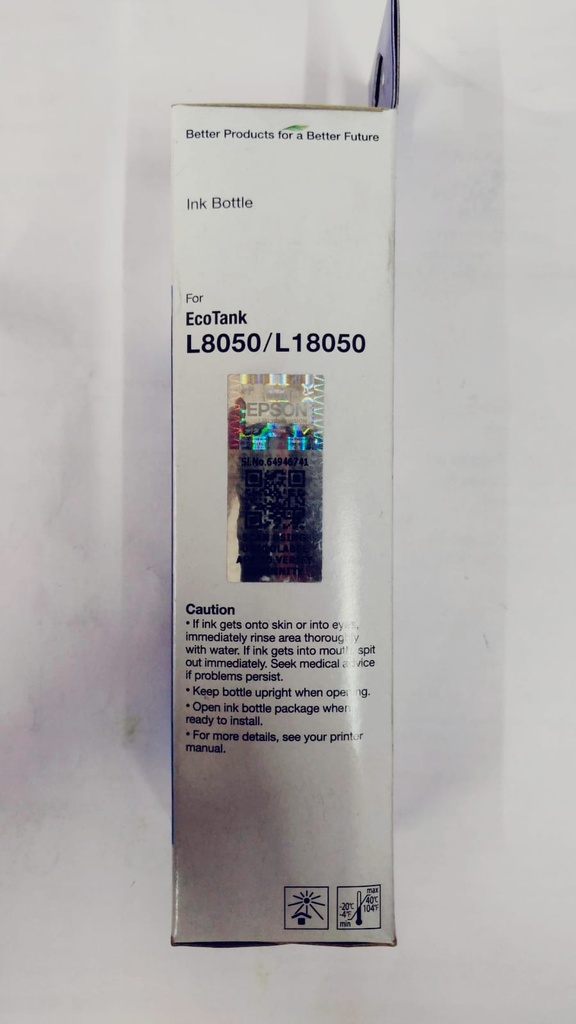 Better Products for a Better Future
Ink Bottle
For
EcoTank
L8050/L18050
EPSON
Sl.No.64946741
Caution
• If ink gets onto skin or into eyes,
immediately rinse area thoroughly
with water. If ink gets into mouth, spit
out immediately. Seek medical advice
if problems persist.
• Keep bottle upright when opening.
• Open ink bottle package when
ready to install.
• For more details, see your printer
manual.
max
-20°C 40°C
-4°F 104°F
min